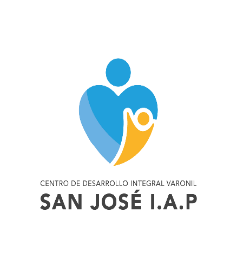 CENTRO DE DESARROLLO INTEGRAL VARONIL
SAN JOSÉ I.A.P